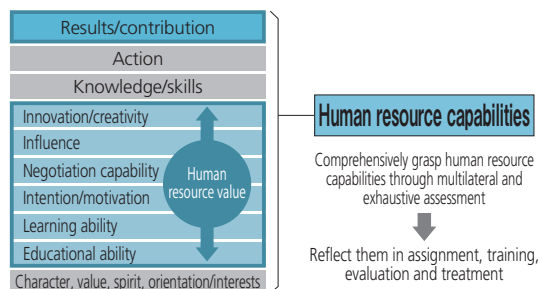 Results/contribution
Action
Knowledge/skills
Innovation/creativity
Influence
Negotiation capability
Intention/motivation
Learning ability
Educational ability
Human
resource value
Character, value, spirit, orientation/interests
Human resource capabilities
Comprehensively grasp human resource
capabilities through multilateral and
exhaustive assessment
Reflect them in assignment, training,
evaluation and treatment